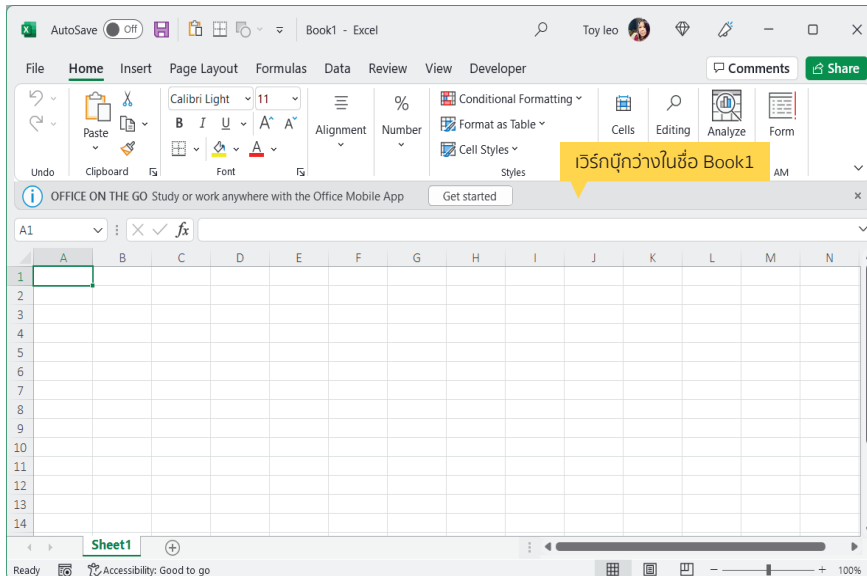 AutoSave Off Book1 - Excel Toy leo
File Home Insert Page Layout Formulas Data Review View Developer Comments Share
Calibri Light 11
Conditional Formatting
Paste
B I U A^ A˅
Alignment
%
Number
Format as Table
Cells Editing Analyze Form
A
Cell Styles
Undo Clipboard Font Styles AM
เวิร์กบุ๊กว่างในชื่อ Book1
OFFICE ON THE GO Study or work anywhere with the Office Mobile App Get started
A1 fx
A B C D E F G H I J K L M N
1
2
3
4
5
6
7
8
9
10
11
12
13
14
Sheet1
Ready Accessibility: Good to go 100%